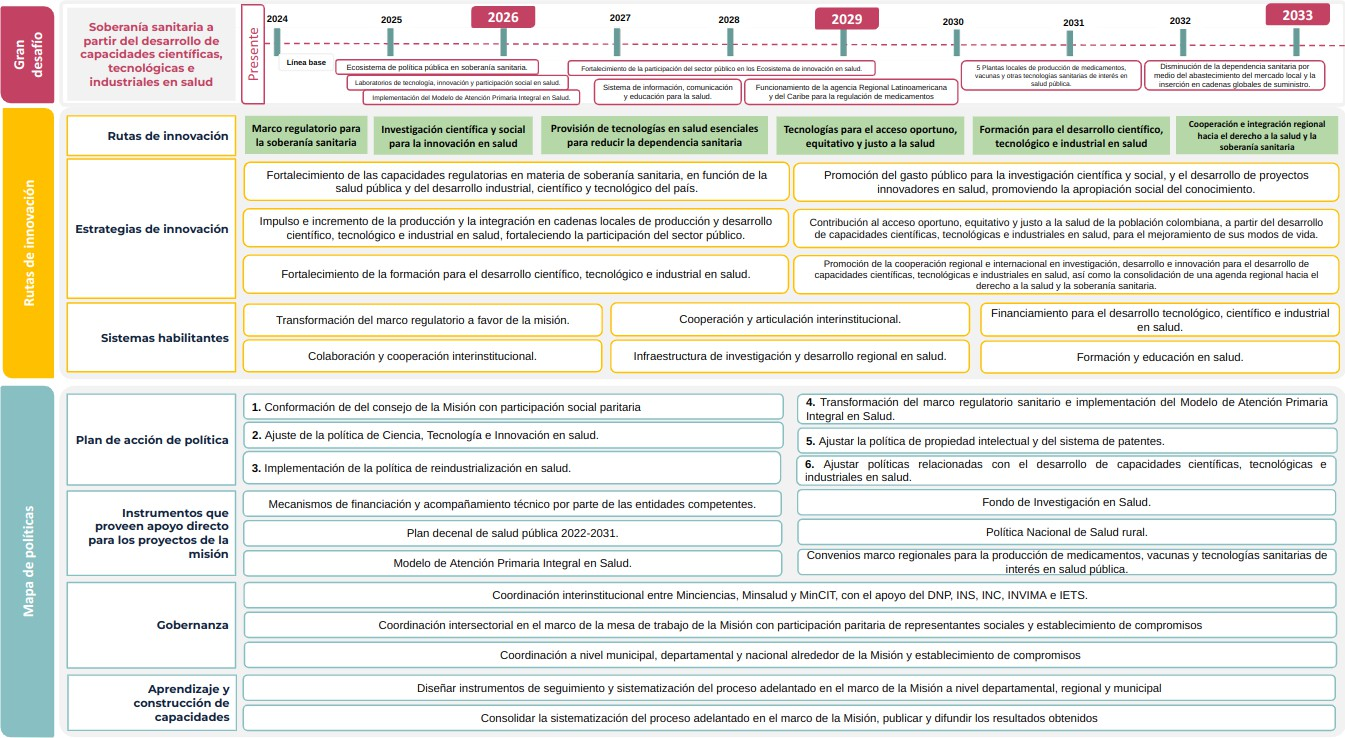 Gran
desafío
Soberanía sanitaria a
partir del desarrollo de
capacidades científicas,
tecnológicas e
industriales en salud
Presente
2024
2025
2026
2027
2028
2029
2030
2031
2032
2033
Línea base
Ecosistema de política pública en soberanía sanitaria.
Laboratorios de tecnología, innovación y participación social en salud.
Implementación del Modelo de Atención Primaria Integral en Salud.
Fortalecimiento de la participación del sector público en los Ecosistema de innovación en salud.
Sistema de información, comunicación
y educación para la salud.
Funcionamiento de la agencia Regional Latinoamericana
y del Caribe para la regulación de medicamentos
5 Plantas locales de producción de medicamentos,
vacunas y otras tecnologías sanitarias de interés en
salud pública.
Disminución de la dependencia sanitaria por
medio del abastecimiento del mercado local y la
inserción en cadenas globales de suministro.
Rutas de innovación
Rutas de innovación
Marco regulatorio para
la soberanía sanitaria
Investigación científica y social
para la innovación en salud
Provisión de tecnologías en salud esenciales
para reducir la dependencia sanitaria
Tecnologías para el acceso oportuno,
equitativo y justo a la salud
Formación para el desarrollo científico,
tecnológico e industrial en salud
Cooperación e integración regional
hacia el derecho a la salud y la
soberanía sanitaria
Estrategias de innovación
Fortalecimiento de las capacidades regulatorias en materia de soberanía sanitaria, en función de la
salud pública y del desarrollo industrial, científico y tecnológico del país.
Promoción del gasto público para la investigación científica y social, y el desarrollo de proyectos
innovadores en salud, promoviendo la apropiación social del conocimiento.
Impulso e incremento de la producción y la integración en cadenas locales de producción y desarrollo
científico, tecnológico e industrial en salud, fortaleciendo la participación del sector público.
Contribución al acceso oportuno, equitativo y justo a la salud de la población colombiana, a partir del desarrollo
de capacidades científicas, tecnológicas e industriales en salud, para el mejoramiento de sus modos de vida.
Fortalecimiento de la formación para el desarrollo científico, tecnológico e industrial en salud.
Promoción de la cooperación regional e internacional en investigación, desarrollo e innovación para el desarrollo de
capacidades científicas, tecnológicas e industriales en salud, así como la consolidación de una agenda regional hacia el
derecho a la salud y la soberanía sanitaria.
Sistemas habilitantes
Transformación del marco regulatorio a favor de la misión.
Cooperación y articulación interinstitucional.
Financiamiento para el desarrollo tecnológico, científico e industrial
en salud.
Colaboración y cooperación interinstitucional.
Infraestructura de investigación y desarrollo regional en salud.
Formación y educación en salud.
Mapa de políticas
Plan de acción de política
1. Conformación de del consejo de la Misión con participación social paritaria
2. Ajuste de la política de Ciencia, Tecnología e Innovación en salud.
3. Implementación de la política de reindustrialización en salud.
4. Transformación del marco regulatorio sanitario e implementación del Modelo de Atención Primaria
Integral en Salud.
5. Ajustar la política de propiedad intelectual y del sistema de patentes.
6. Ajustar políticas relacionadas con el desarrollo de capacidades científicas, tecnológicas e
industriales en salud.
Instrumentos que
proveen apoyo directo
para los proyectos de la
misión
Mecanismos de financiación y acompañamiento técnico por parte de las entidades competentes.
Plan decenal de salud pública 2022-2031.
Modelo de Atención Primaria Integral en Salud.
Fondo de Investigación en Salud.
Política Nacional de Salud rural.
Convenios marco regionales para la producción de medicamentos, vacunas y tecnologías sanitarias de
interés en salud pública.
Gobernanza
Coordinación interinstitucional entre Minciencias, Minsalud y MinCIT, con el apoyo del DNP, INS, INC, INVIMA e IETS.
Coordinación intersectorial en el marco de la mesa de trabajo de la Misión con participación paritaria de representantes sociales y establecimiento de compromisos
Coordinación a nivel municipal, departamental y nacional alrededor de la Misión y establecimiento de compromisos
Aprendizaje y
construcción de
capacidades
Diseñar instrumentos de seguimiento y sistematización del proceso adelantado en el marco de la Misión a nivel departamental, regional y municipal
Consolidar la sistematización del proceso adelantado en el marco de la Misión, publicar y difundir los resultados obtenidos